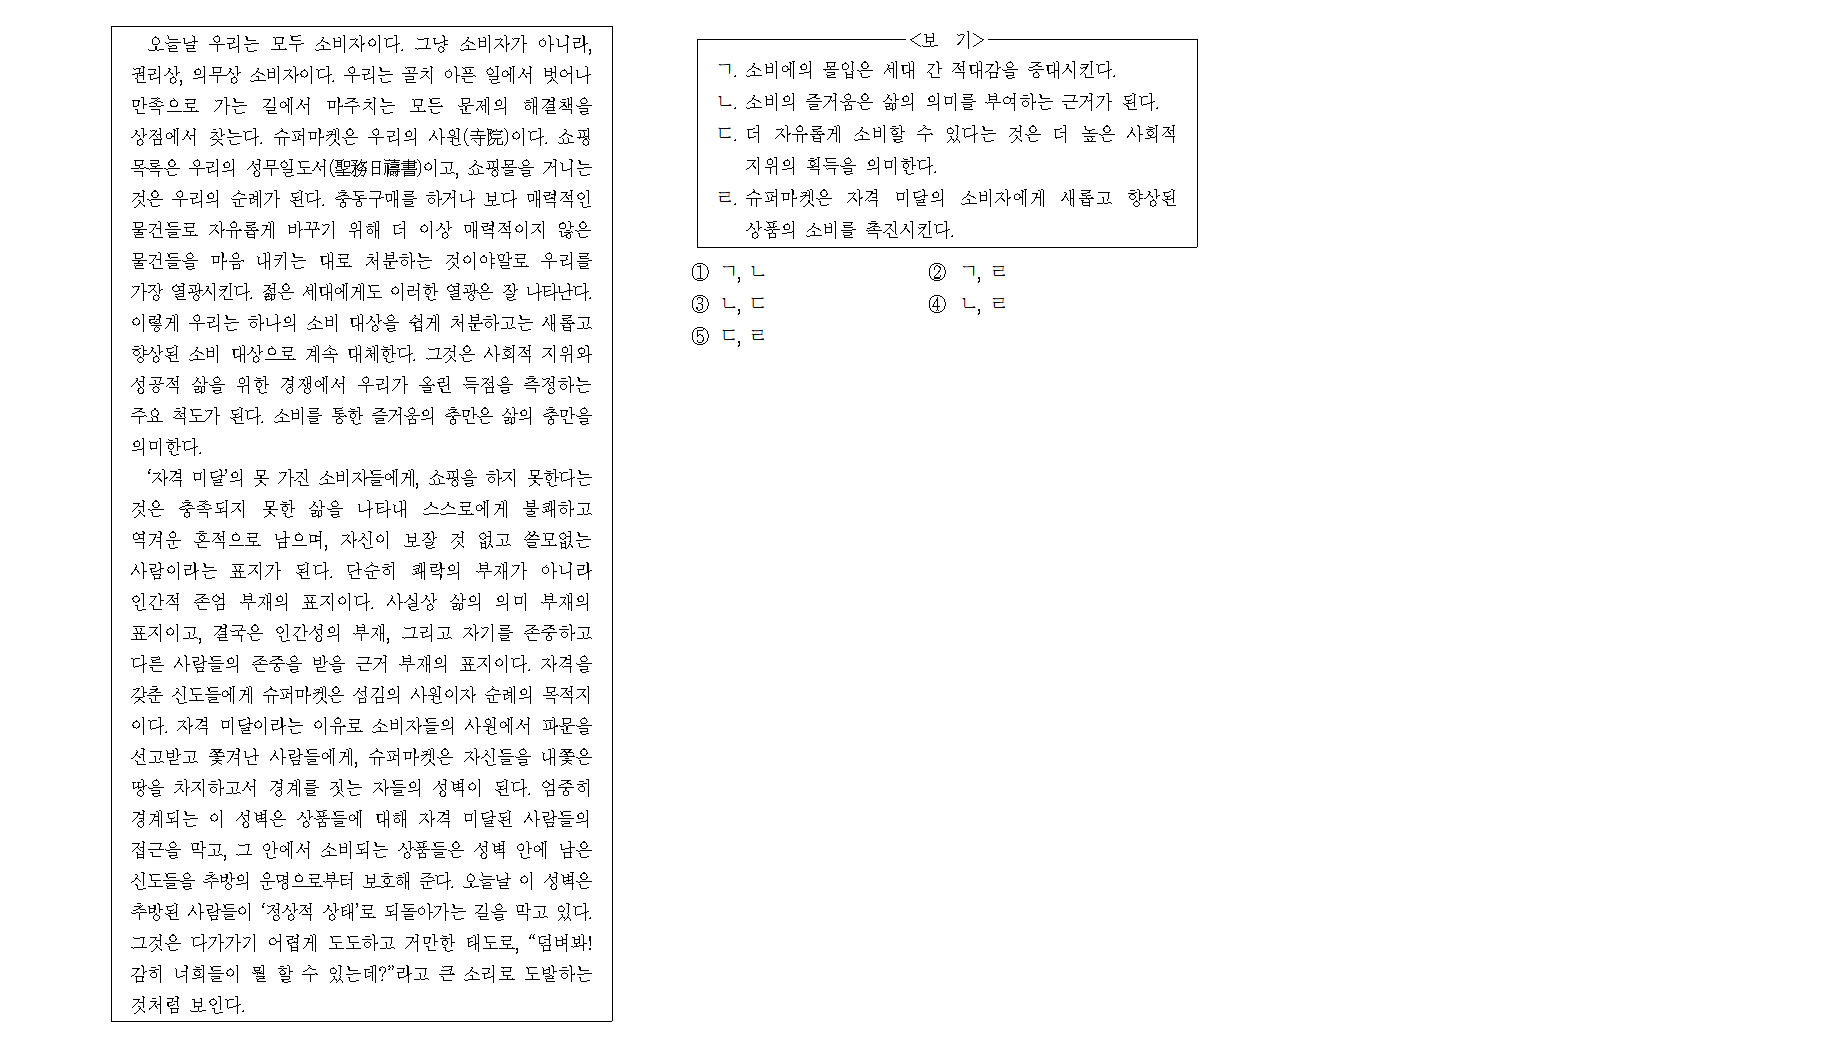 오늘날 우리는 모두 소비자이다. 그냥 소비자가 아니라,
권리상, 의무상 소비자이다. 우리는 골치 아픈 일에서 벗어나
만족으로 가는 길에서 마주치는 모든 문제의 해결책을
상점에서 찾는다. 슈퍼마켓은 우리의 사원(寺院)이다. 쇼핑
목록은 우리의 성무일도서(聖務日禱書)이고, 쇼핑몰을 거니는
것은 우리의 순례가 된다. 충동구매를 하거나 보다 매력적인
물건들로 자유롭게 바꾸기 위해 더 이상 매력적이지 않은
물건들을 마음 내키는 대로 처분하는 것이야말로 우리를
가장 열광시킨다. 젊은 세대에게도 이러한 열광은 잘 나타난다.
이렇게 우리는 하나의 소비 대상을 쉽게 처분하고는 새롭고
향상된 소비 대상으로 계속 대체한다. 그것은 사회적 지위와
성공적 삶을 위한 경쟁에서 우리가 올린 득점을 측정하는
주요 척도가 된다. 소비를 통한 즐거움의 충만은 삶의 충만을
의미한다.
‘자격 미달’의 못 가진 소비자들에게, 쇼핑을 하지 못한다는
것은 충족되지 못한 삶을 나타내 스스로에게 불쾌하고
역겨운 흔적으로 남으며, 자신이 보잘 것 없고 쓸모없는
사람이라는 표지가 된다. 단순히 쾌락의 부재가 아니라
인간적 존엄 부재의 표지이다. 사실상 삶의 의미 부재의
표지이고, 결국은 인간성의 부재, 그리고 자기를 존중하고
다른 사람들의 존중을 받을 근거 부재의 표지이다. 자격을
갖춘 신도들에게 슈퍼마켓은 섬김의 사원이자 순례의 목적지
이다. 자격 미달이라는 이유로 소비자들의 사원에서 파문을
선고받고 쫓겨난 사람들에게, 슈퍼마켓은 자신들을 내쫓은
땅을 차지하고서 경계를 짓는 자들의 성벽이 된다. 엄중히
경계되는 이 성벽은 상품들에 대해 자격 미달된 사람들의
접근을 막고, 그 안에서 소비되는 상품들은 성벽 안에 남은
신도들을 추방의 운명으로부터 보호해 준다. 오늘날 이 성벽은
추방된 사람들이 ‘정상적 상태’로 되돌아가는 길을 막고 있다.
그것은 다가가기 어렵게 도도하고 거만한 태도로, “덤벼봐!
감히 너희들이 뭘 할 수 있는데?”라고 큰 소리로 도발하는
것처럼 보인다.
<보 기>
ㄱ. 소비에의 몰입은 세대 간 적대감을 증대시킨다.
ㄴ. 소비의 즐거움은 삶의 의미를 부여하는 근거가 된다.
ㄷ. 더 자유롭게 소비할 수 있다는 것은 더 높은 사회적
지위의 획득을 의미한다.
ㄹ. 슈퍼마켓은 자격 미달의 소비자에게 새롭고 향상된
상품의 소비를 촉진시킨다.
① ㄱ, ㄴ ② ㄱ, ㄹ
③ ㄴ, ㄷ ④ ㄴ, ㄹ
⑤ ㄷ, ㄹ